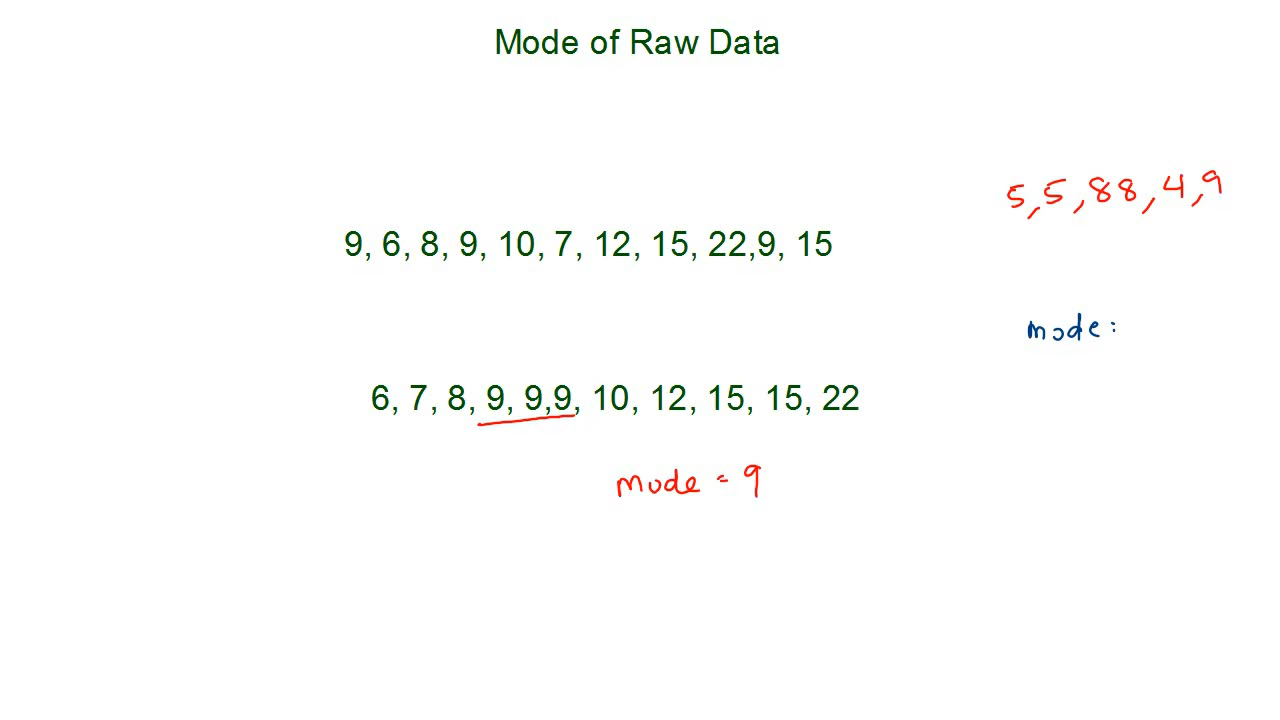 Mode of Raw Data
5, 5, 88, 4, 9
9, 6, 8, 9, 10, 7, 12, 15, 22,9, 15
mode:
6, 7, 8, 9, 9,9, 10, 12, 15, 15, 22
mode = 9